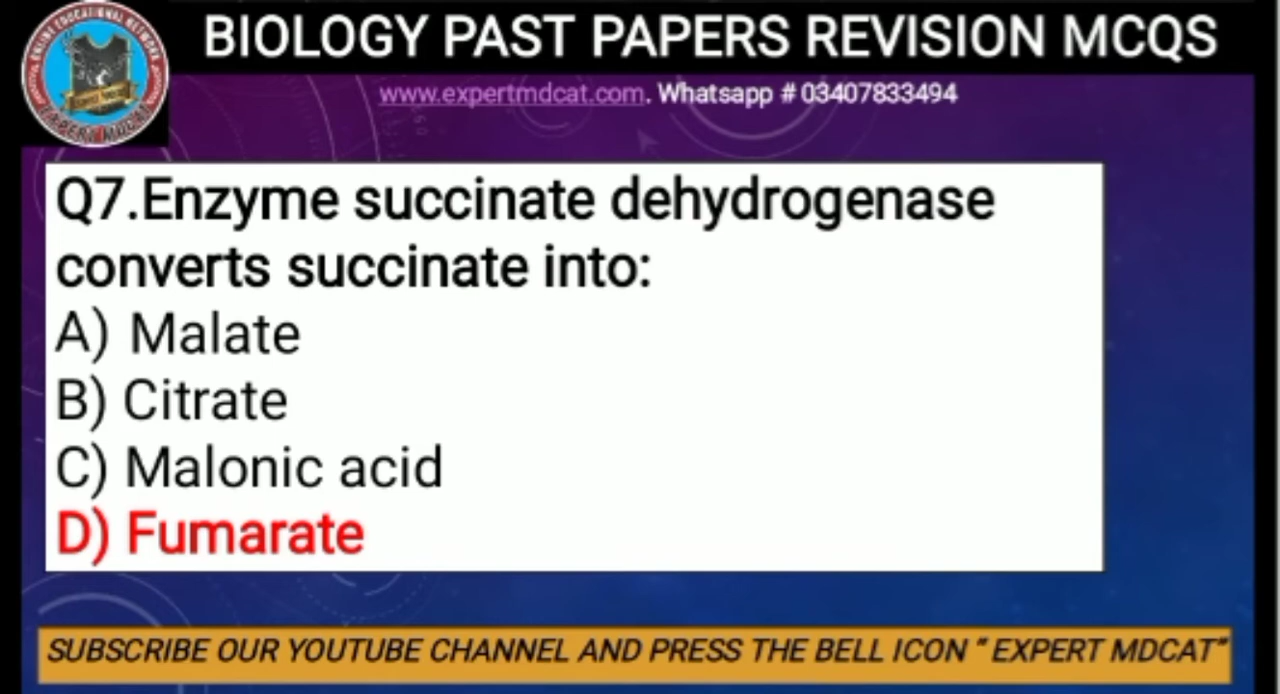 BIOLOGY PAST PAPERS REVISION MCQS
www.expertmdcat.com. Whatsapp # 03407833494
Q7.Enzyme succinate dehydrogenase
converts succinate into:
A) Malate
B) Citrate
C) Malonic acid
D) Fumarate
SUBSCRIBE OUR YOUTUBE CHANNEL AND PRESS THE BELL ICON " EXPERT MDCAT"